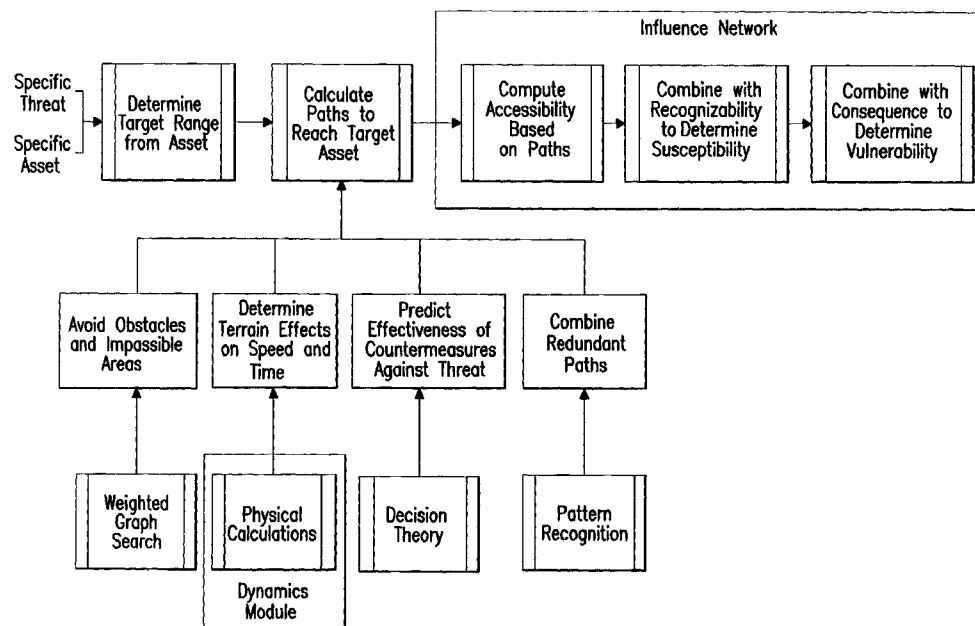 Influence Network
Specific
Threat
Specific
Asset
Determine
Target Range
from Asset
Calculate
Paths to
Reach Target
Asset
Compute
Accessibility
Based
on Paths
Combine with
Recognizability
to Determine
Susceptibility
Combine with
Consequence to
Determine
Vulnerability
Avoid Obstacles
and Impassible
Areas
Determine
Terrain Effects
on Speed and
Time
Predict
Effectiveness of
Countermeasures
Against Threat
Combine
Redundant
Paths
Weighted
Graph
Search
Physical
Calculations
Decision
Theory
Pattern
Recognition
Dynamics
Module